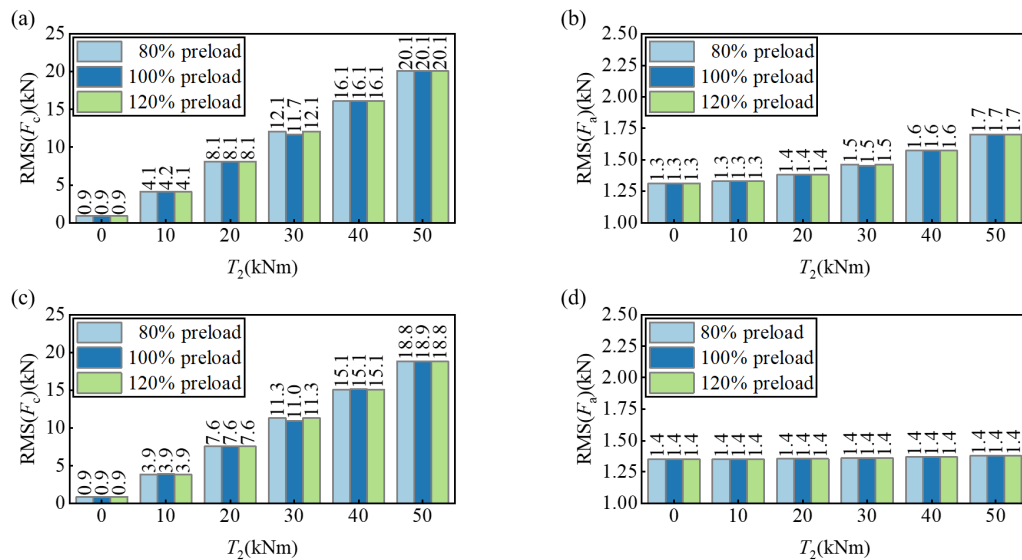 (a)
RMS(Fc)(kN)
25
20
15
10
5
0
80% preload
100% preload
120% preload
0.9 0.9 0.9
4.1 4.2 4.1
8.1 8.1 8.1
12.1 11.7 12.1
16.1 16.1 16.1
20.1 20.1 20.1
0 10 20 30 40 50
T2(kNm)
(b)
RMS(Fa)(kN)
2.50
2.25
2.00
1.75
1.50
1.25
1.00
80% preload
100% preload
120% preload
1.3 1.3 1.3
1.3 1.3 1.3
1.4 1.4 1.4
1.5 1.5 1.5
1.6 1.6 1.6
1.7 1.7 1.7
0 10 20 30 40 50
T2(kNm)
(c)
RMS(Fc)(kN)
25
20
15
10
5
0
80% preload
100% preload
120% preload
0.9 0.9 0.9
3.9 3.9 3.9
7.6 7.6 7.6
11.3 11.0 11.3
15.1 15.1 15.1
18.8 18.9 18.8
0 10 20 30 40 50
T2(kNm)
(d)
RMS(Fa)(kN)
2.50
2.25
2.00
1.75
1.50
1.25
1.00
80% preload
100% preload
120% preload
1.4 1.4 1.4
1.4 1.4 1.4
1.4 1.4 1.4
1.4 1.4 1.4
1.4 1.4 1.4
1.4 1.4 1.4
0 10 20 30 40 50
T2(kNm)